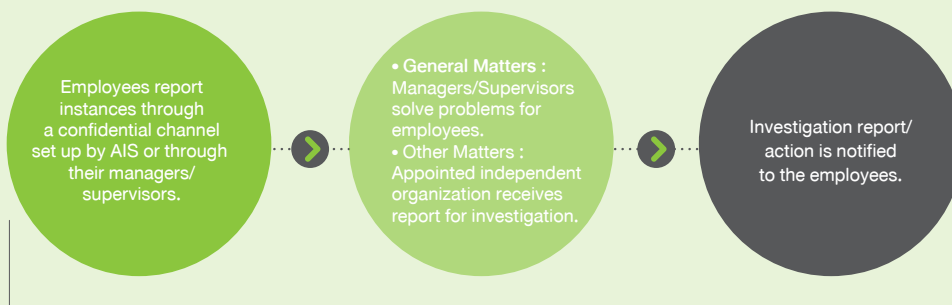 Employees report
instances through
a confidential channel
set up by AIS or through
their managers/
supervisors.
• General Matters :
Managers/Supervisors
solve problems for
employees.
• Other Matters :
Appointed independent
organization receives
report for investigation.
Investigation report/
action is notified
to the employees.